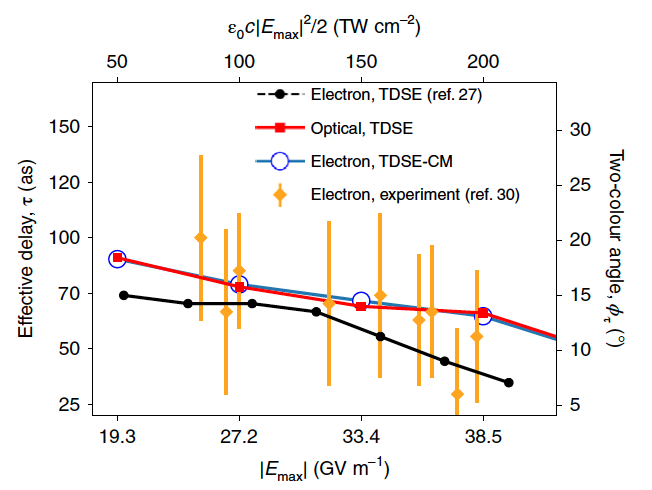 ε₀c|Eₘₐₓ|²/2 (TW cm⁻²)
50 100 150 200
Electron, TDSE (ref. 27)
Optical, TDSE
Electron, TDSE-CM
Electron, experiment (ref. 30)
Effective delay, τ (as)
150
120
100
70
50
25
30
25
20
15
10
5
Two-colour angle, ϕτ (°)
19.3 27.2 33.4 38.5
|Eₘₐₓ| (GV m⁻¹)